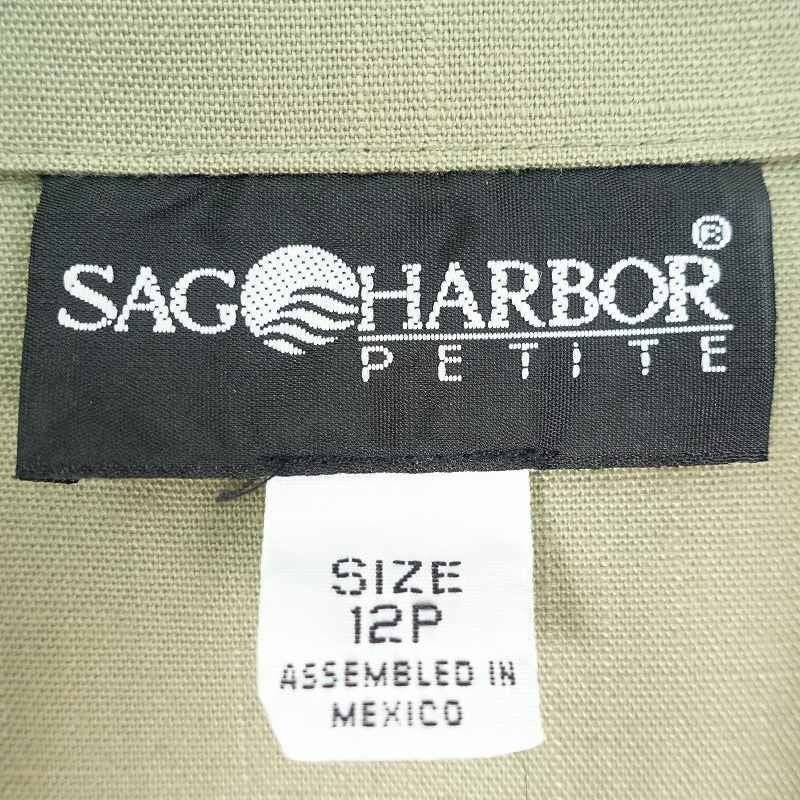 SAG HARBOR®
PETiTE
SIZE
12P
ASSEMBLED IN
MEXICO